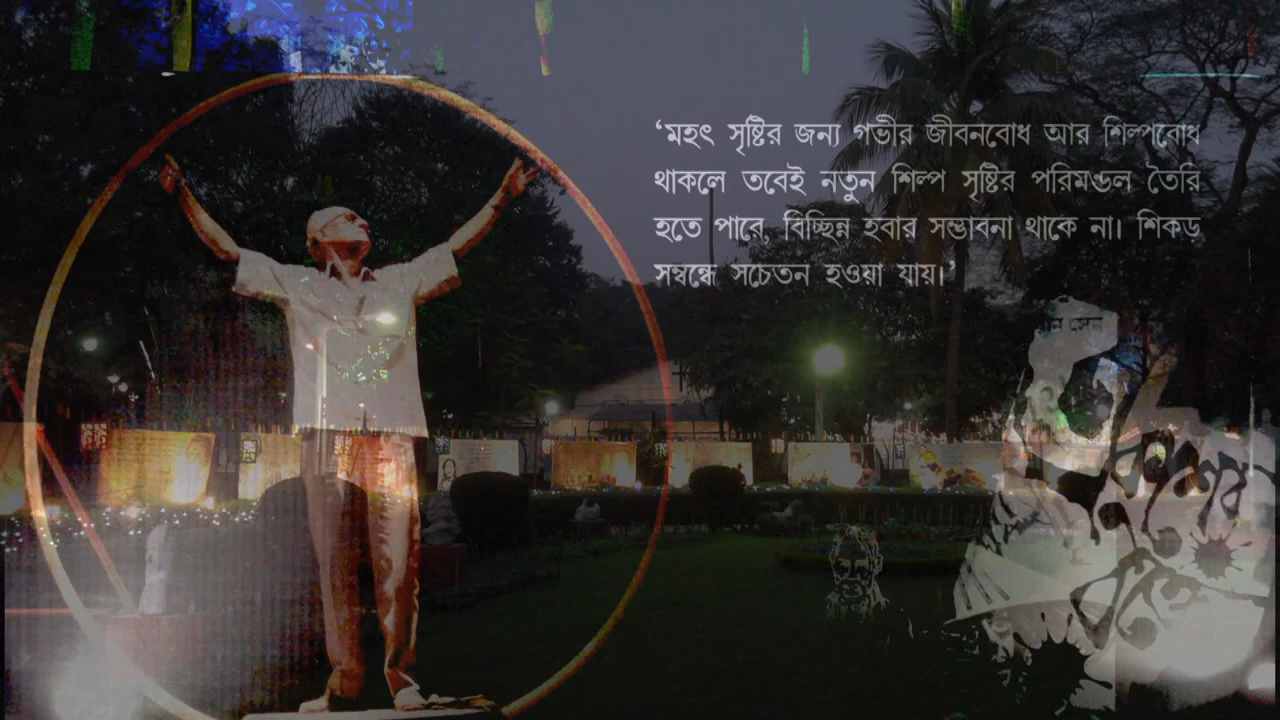 ‘মহৎ সৃষ্টির জন্য গভীর জীবনবোধ আর শিল্পবোধ
থাকলে তবেই নতুন শিল্প সৃষ্টির পরিমণ্ডল তৈরি
হতে পারে, বিচ্ছিন্ন হবার সম্ভাবনা থাকে না। শিকড়
সম্বন্ধে সচেতন হওয়া যায়।’
সেন